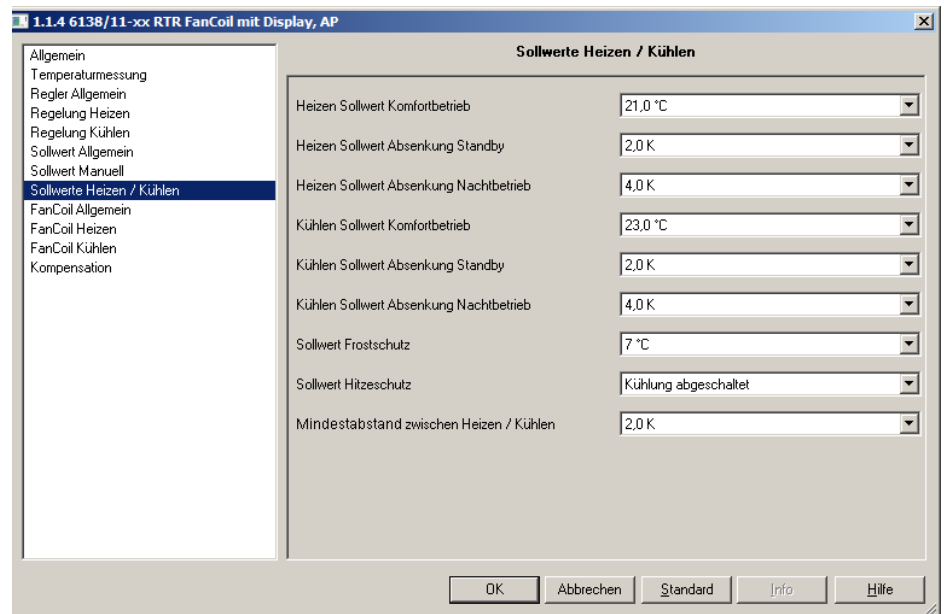 1.1.4 6138/11-xx RTR FanCoil mit Display, AP
Allgemein
Temperaturmessung
Regler Allgemein
Regelung Heizen
Regelung Kühlen
Sollwert Allgemein
Sollwert Manuell
Sollwerte Heizen / Kühlen
FanCoil Allgemein
FanCoil Heizen
FanCoil Kühlen
Kompensation
Sollwerte Heizen / Kühlen
Heizen Sollwert Komfortbetrieb 21,0 °C
Heizen Sollwert Absenkung Standby 2,0 K
Heizen Sollwert Absenkung Nachtbetrieb 4,0 K
Kühlen Sollwert Komfortbetrieb 23,0 °C
Kühlen Sollwert Absenkung Standby 2,0 K
Kühlen Sollwert Absenkung Nachtbetrieb 4,0 K
Sollwert Frostschutz 7 °C
Sollwert Hitzeschutz Kühlung abgeschaltet
Mindestabstand zwischen Heizen / Kühlen 2,0 K
OK Abbrechen Standard Info Hilfe